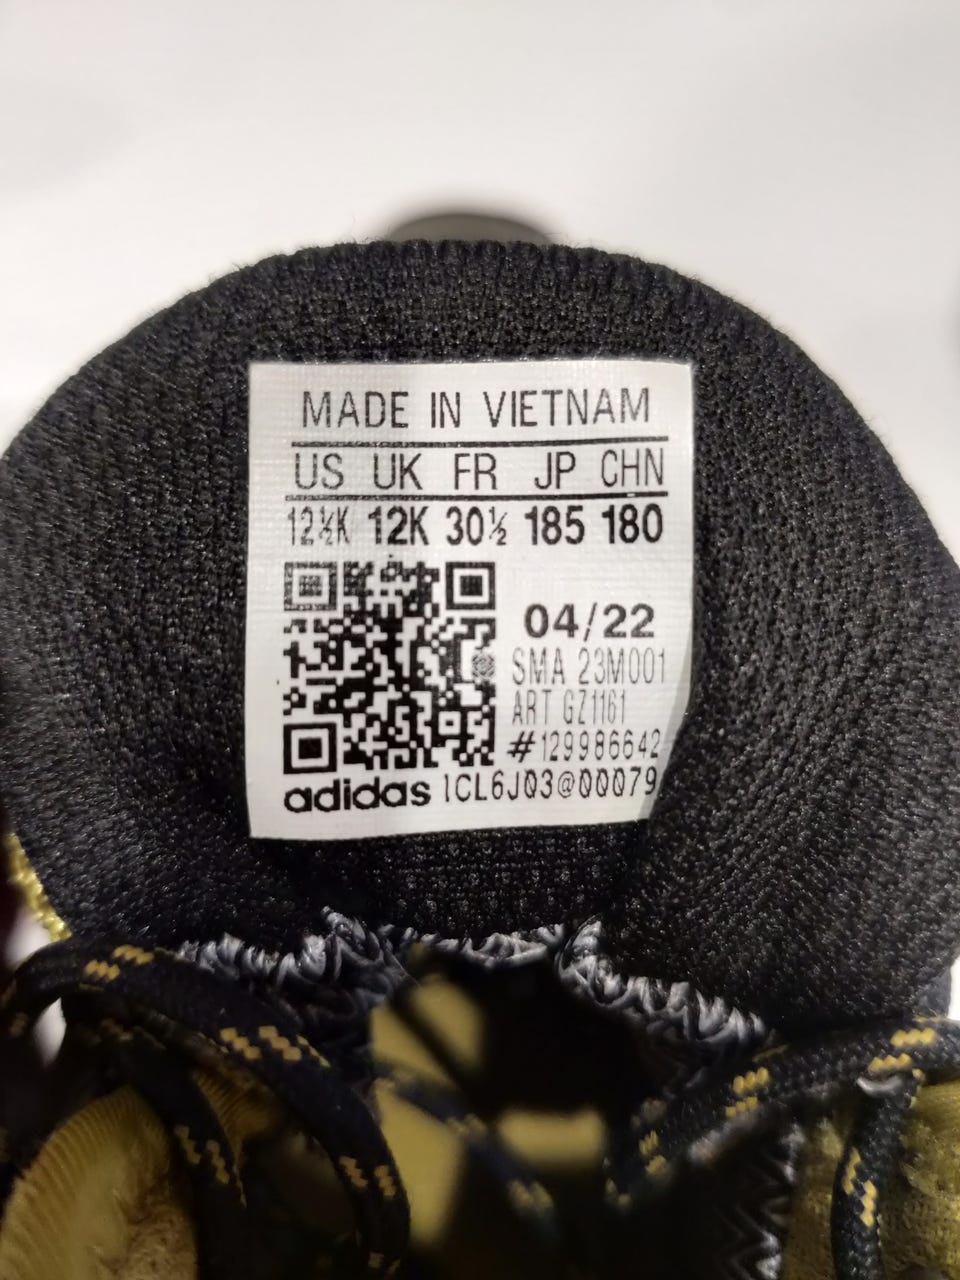 MADE IN VIETNAM
US UK FR JP CHN
12½K 12K 30½ 185 180
04/22
SMA 23M001
ART GZ1161
#129986642
adidas 1CL6J03@00079